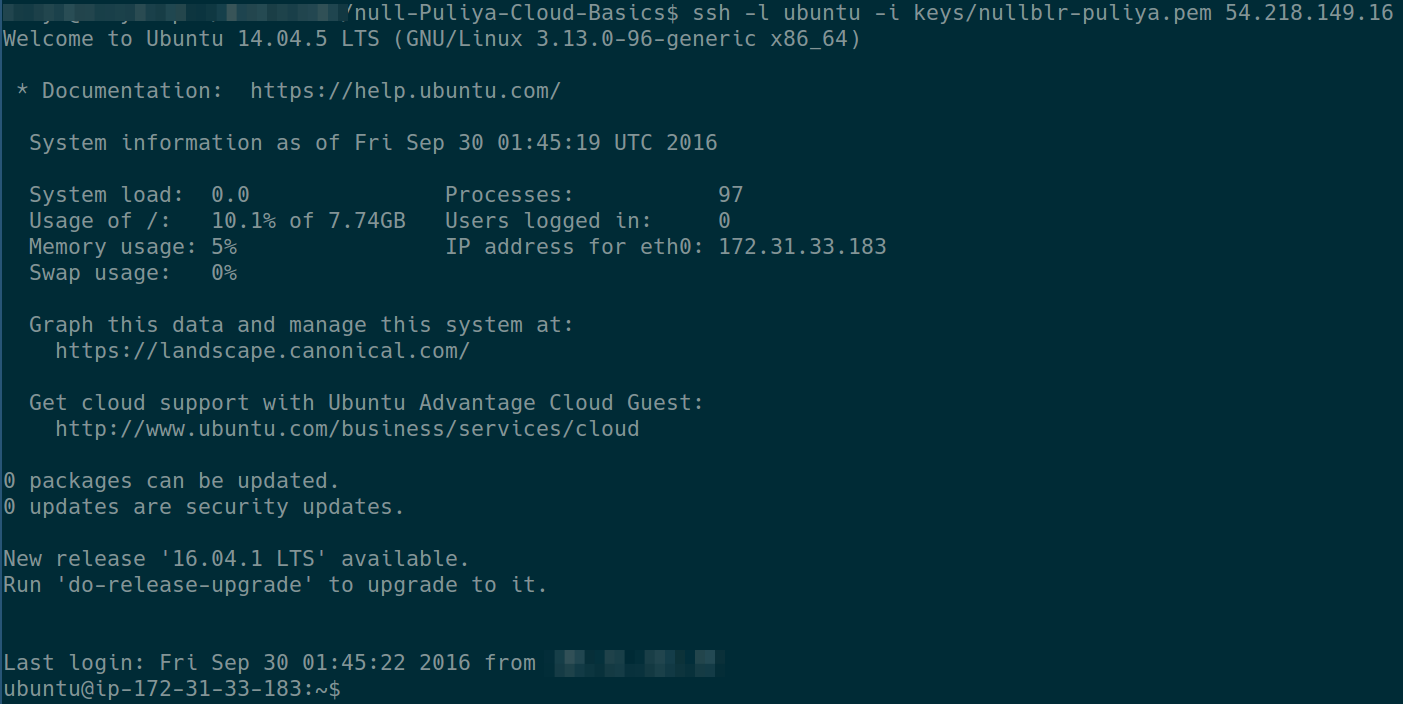 /null-Puliya-Cloud-Basics$ ssh -l ubuntu -i keys/nullblr-puliya.pem 54.218.149.16
Welcome to Ubuntu 14.04.5 LTS (GNU/Linux 3.13.0-96-generic x86_64)
* Documentation:  https://help.ubuntu.com/
System information as of Fri Sep 30 01:45:19 UTC 2016
System load:  0.0               Processes:           97
Usage of /:   10.1% of 7.74GB   Users logged in:     0
Memory usage: 5%                IP address for eth0: 172.31.33.183
Swap usage:   0%
Graph this data and manage this system at:
https://landscape.canonical.com/
Get cloud support with Ubuntu Advantage Cloud Guest:
http://www.ubuntu.com/business/services/cloud
0 packages can be updated.
0 updates are security updates.
New release '16.04.1 LTS' available.
Run 'do-release-upgrade' to upgrade to it.
Last login: Fri Sep 30 01:45:22 2016 from
ubuntu@ip-172-31-33-183:~$